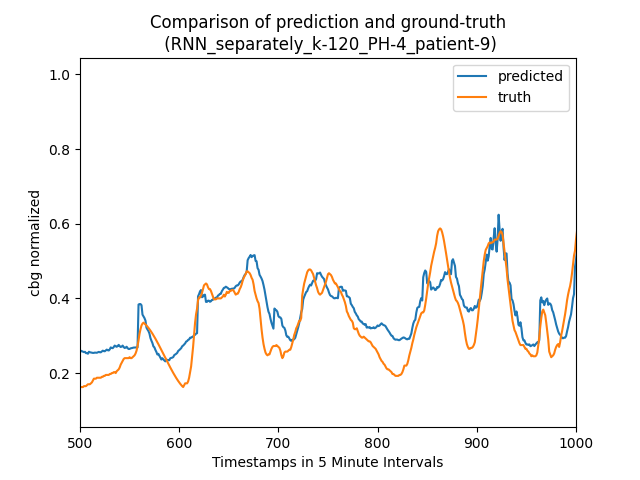 Comparison of prediction and ground-truth
(RNN_separately_k-120_PH-4_patient-9)
predicted
truth
cbg normalized
1.0
0.8
0.6
0.4
0.2
500 600 700 800 900 1000
Timestamps in 5 Minute Intervals